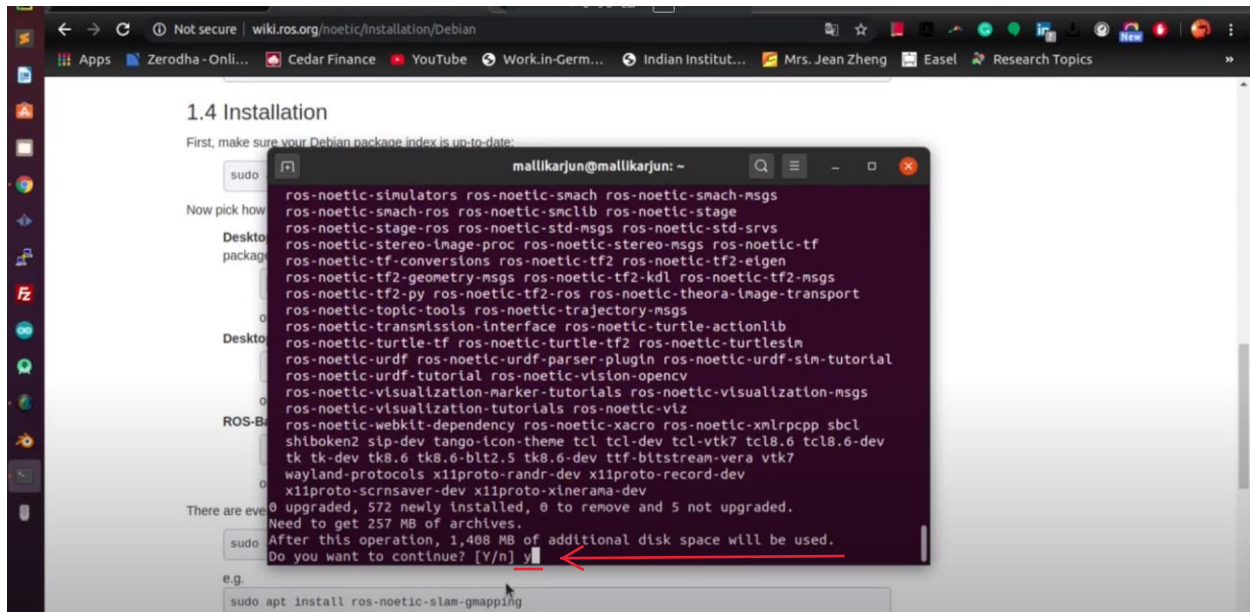 Not secure | wiki.ros.org/noetic/Installation/Debian
New
Apps Zerodha - Onli... Cedar Finance YouTube Work.in-Germ... Indian Institut... Mrs. Jean Zheng Easel Research Topics »
1.4 Installation
First, make sure your Debian package index is up-to-date:
sudo
mallikarjun@mallikarjun: ~
Now pick how
Deskto
package
Deskto
ROS-Ba
ros-noetic-simulators ros-noetic-smach ros-noetic-smach-msgs
ros-noetic-smach-ros ros-noetic-smclib ros-noetic-stage
ros-noetic-stage-ros ros-noetic-std-msgs ros-noetic-std-srvs
ros-noetic-stereo-image-proc ros-noetic-stereo-msgs ros-noetic-tf
ros-noetic-tf-conversions ros-noetic-tf2 ros-noetic-tf2-eigen
ros-noetic-tf2-geometry-msgs ros-noetic-tf2-kdl ros-noetic-tf2-msgs
ros-noetic-tf2-py ros-noetic-tf2-ros ros-noetic-theora-image-transport
ros-noetic-topic-tools ros-noetic-trajectory-msgs
ros-noetic-transmission-interface ros-noetic-turtle-actionlib
ros-noetic-turtle-tf ros-noetic-turtle-tf2 ros-noetic-turtlesim
ros-noetic-urdf ros-noetic-urdf-parser-plugin ros-noetic-urdf-sim-tutorial
ros-noetic-urdf-tutorial ros-noetic-vision-opencv
ros-noetic-visualization-marker-tutorials ros-noetic-visualization-msgs
ros-noetic-visualization-tutorials ros-noetic-viz
ros-noetic-webkit-dependency ros-noetic-xacro ros-noetic-xmlrpcpp sbcl
shiboken2 sip-dev tango-icon-theme tcl tcl-dev tcl-vtk7 tcl8.6 tcl8.6-dev
tk tk-dev tk8.6 tk8.6-blt2.5 tk8.6-dev ttf-bitstream-vera vtk7
wayland-protocols x11proto-randr-dev x11proto-record-dev
x11proto-scrnsaver-dev x11proto-xinerama-dev
0 upgraded, 572 newly installed, 0 to remove and 5 not upgraded.
Need to get 257 MB of archives.
After this operation, 1,408 MB of additional disk space will be used.
Do you want to continue? [Y/n] y
There are eve
sudo
e.g.
sudo apt install ros-noetic-slam-gmapping